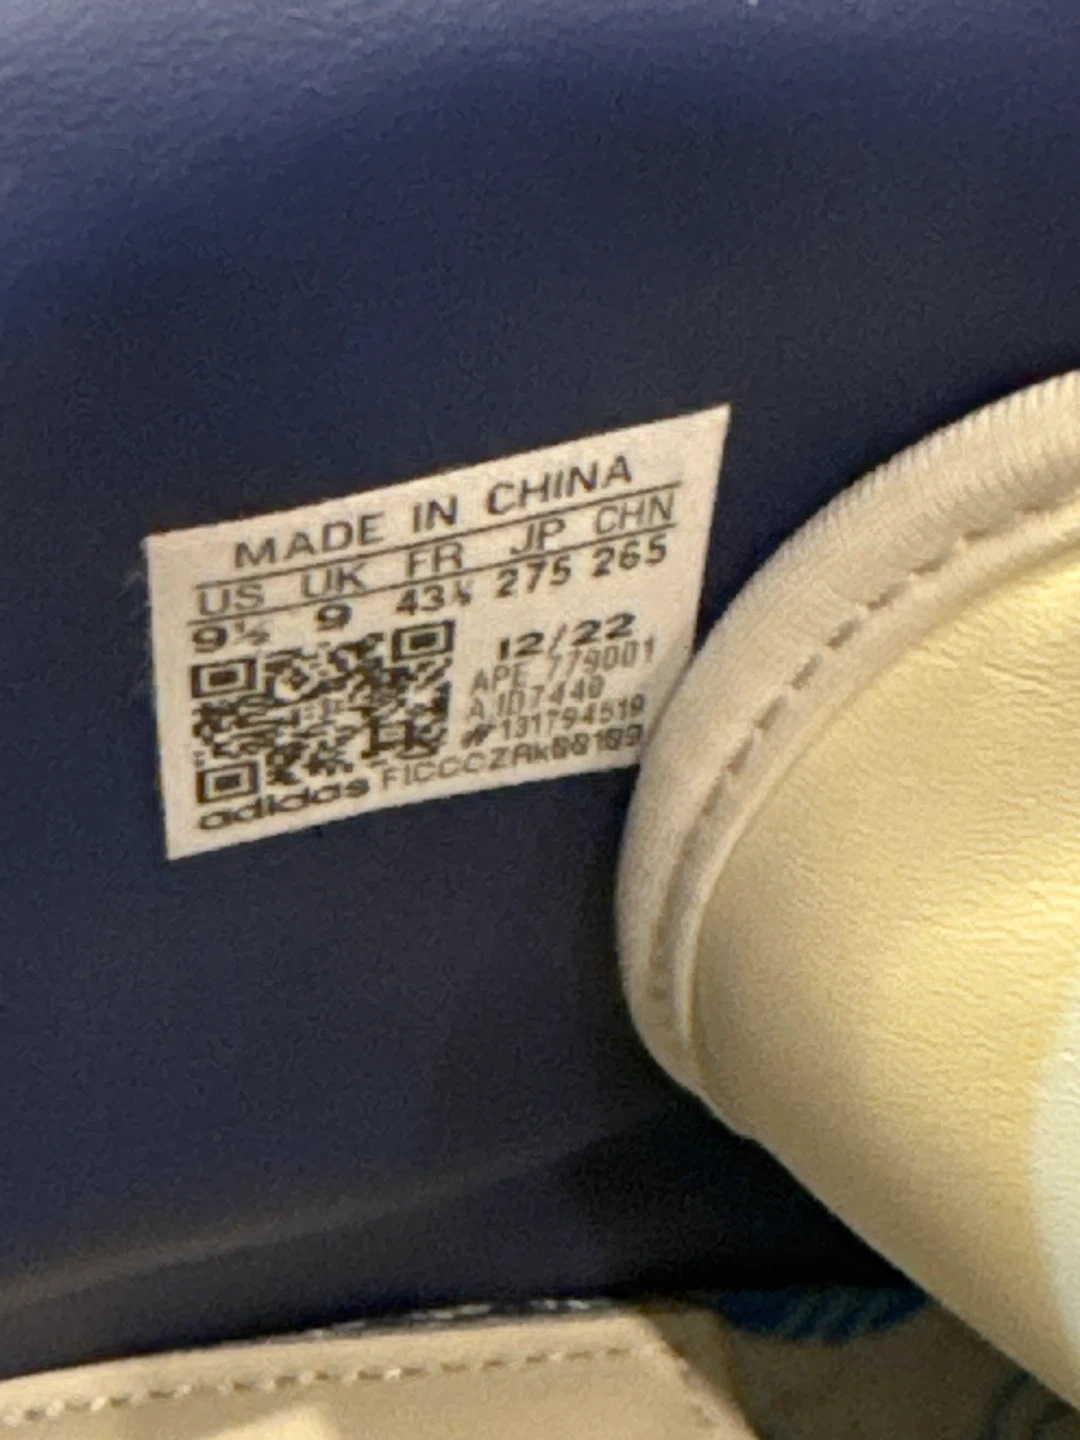 MADE IN CHINA
US UK FR JP CHN
9½ 9 43⅓ 275 265
12/22
APE 779001
A ID7440
#131794519
adidas FICCCZRk00109